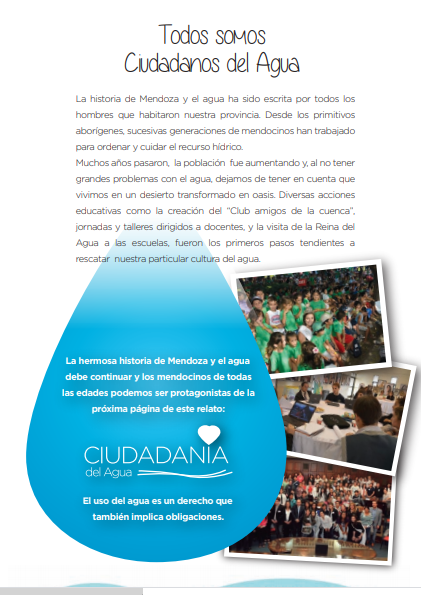 Todos somos
Ciudadanos del Agua
La historia de Mendoza y el agua ha sido escrita por todos los
hombres que habitaron nuestra provincia. Desde los primitivos
aborígenes, sucesivas generaciones de mendocinos han trabajado
para ordenar y cuidar el recurso hídrico.
Muchos años pasaron, la población fue aumentando y, al no tener
grandes problemas con el agua, dejamos de tener en cuenta que
vivimos en un desierto transformado en oasis. Diversas acciones
educativas como la creación del “Club amigos de la cuenca”,
jornadas y talleres dirigidos a docentes, y la visita de la Reina del
Agua a las escuelas, fueron los primeros pasos tendientes a
rescatar nuestra particular cultura del agua.
La hermosa historia de Mendoza y el agua
debe continuar y los mendocinos de todas
las edades podemos ser protagonistas de la
próxima página de este relato:
CIUDADANIA
del Agua
El uso del agua es un derecho que
también implica obligaciones.